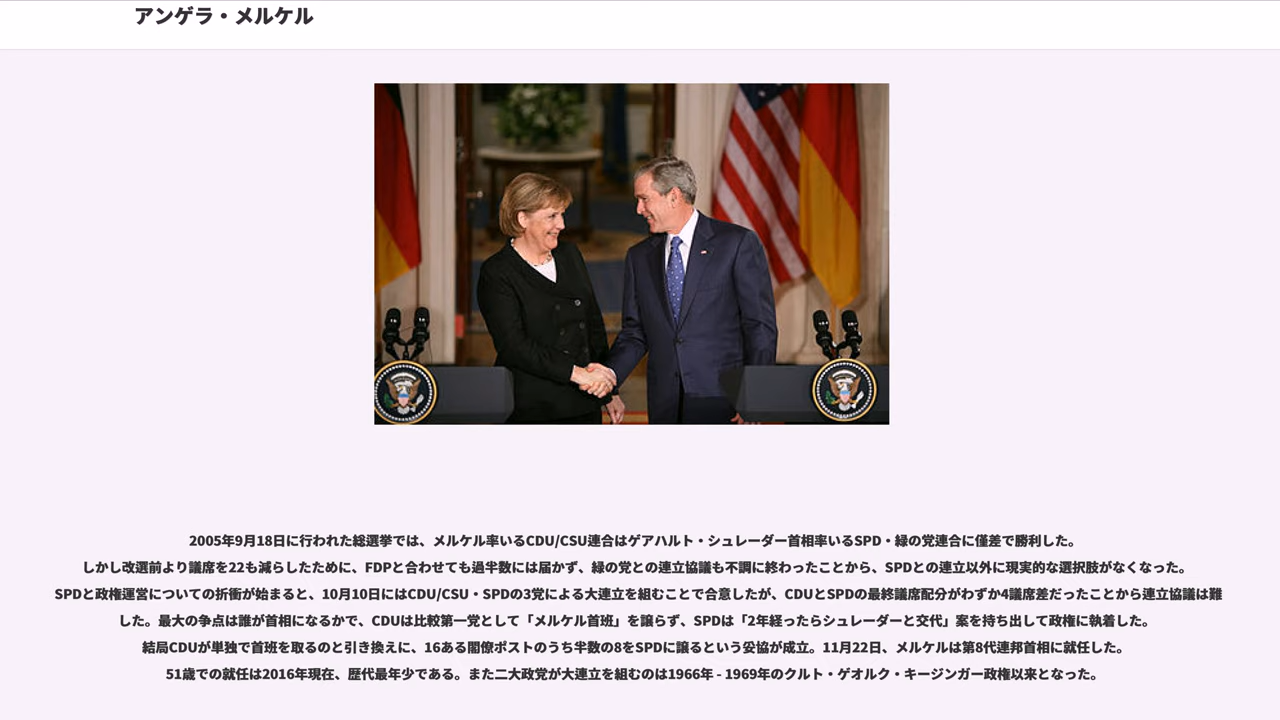 アンゲラ・メルケル
2005年9月18日に行われた総選挙では、メルケル率いるCDU/CSU連合はゲアハルト・シュレーダー首相率いるSPD・緑の党連合に僅差で勝利した。
しかし改選前より議席を22も減らしたために、FDPと合わせても過半数には届かず、緑の党との連立協議も不調に終わったことから、SPDとの連立以外に現実的な選択肢がなくなった。
SPDと政権運営についての折衝が始まると、10月10日にはCDU/CSU・SPDの3党による大連立を組むことで合意したが、CDUとSPDの最終議席配分がわずか4議席差だったことから連立協議は難
した。最大の争点は誰が首相になるかで、CDUは比較第一党として「メルケル首班」を譲らず、SPDは「2年経ったらシュレーダーと交代」案を持ち出して政権に執着した。
結局CDUが単独で首班を取るのと引き換えに、16ある閣僚ポストのうち半数の8をSPDに譲るという妥協が成立。11月22日、メルケルは第8代連邦首相に就任した。
51歳での就任は2016年現在、歴代最年少である。また二大政党が大連立を組むのは1966年 - 1969年のクルト・ゲオルク・キージンガー政権以来となった。